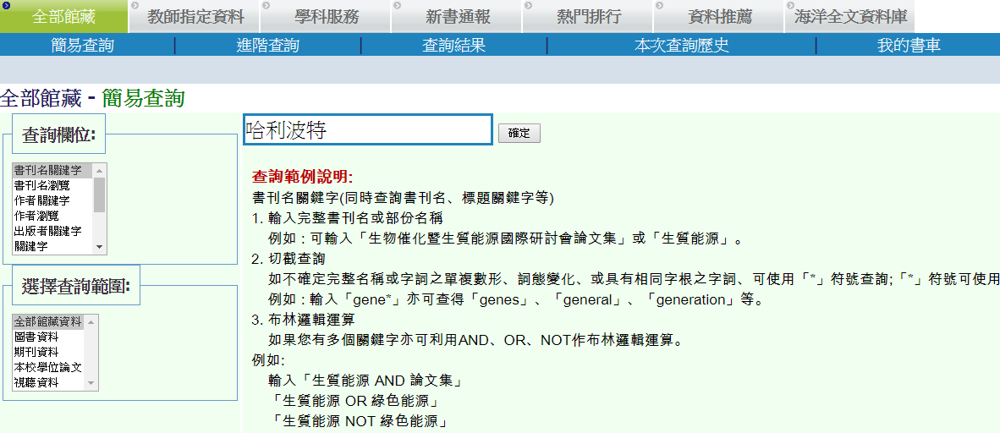 全部館藏 教師指定資料 學科服務 新書通報 熱門排行 資料推薦 海洋全文資料庫
簡易查詢 | 進階查詢 | 查詢結果 | 本次查詢歷史 | 我的書車
全部館藏 - 簡易查詢
查詢欄位:
書刊名關鍵字
書刊名瀏覽
作者關鍵字
作者瀏覽
出版者關鍵字
關鍵字
選擇查詢範圍:
全部館藏資料
圖書資料
期刊資料
本校學位論文
視聽資料
哈利波特 確定
查詢範例說明:
書刊名關鍵字(同時查詢書刊名、標題關鍵字等)
1. 輸入完整書刊名或部份名稱
例如 : 可輸入「生物催化暨生質能源國際研討會論文集」或「生質能源」。
2. 切截查詢
如不確定完整名稱或字詞之單複數形、詞態變化、或具有相同字根之字詞、可使用「*」符號查詢;「*」符號可使用
例如 : 輸入「gene*」亦可查得「genes」、「general」、「generation」等。
3. 布林邏輯運算
如果您有多個關鍵字亦可利用AND、OR、NOT作布林邏輯運算。
例如:
輸入「生質能源 AND 論文集」
「生質能源 OR 綠色能源」
「生質能源 NOT 綠色能源」